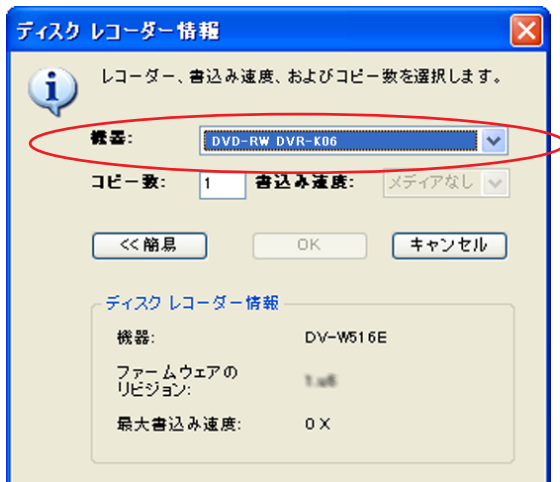 ディスク レコーダー情報
レコーダー、書込み速度、およびコピー数を選択します。
機器: DVD-RW DVR-K06
コピー数: 1 書込み速度: メディアなし
<< 簡易 OK キャンセル
ディスク レコーダー情報
機器: DV-W516E
ファームウェアの
リビジョン:
最大書込み速度: 0 X